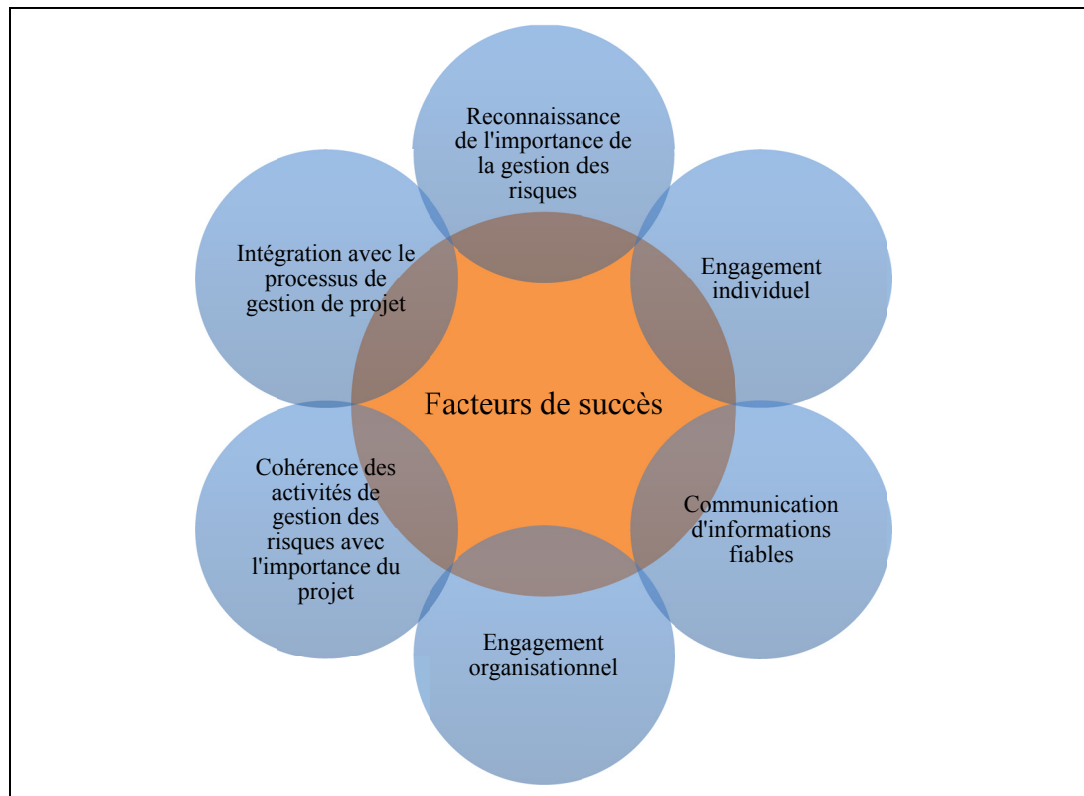 Reconnaissance
de l'importance de
la gestion des
risques
Engagement
individuel
Communication
d'informations
fiables
Engagement
organisationnel
Cohérence des
activités de
gestion des
risques avec
l'importance du
projet
Intégration avec le
processus de
gestion de projet
Facteurs de succès